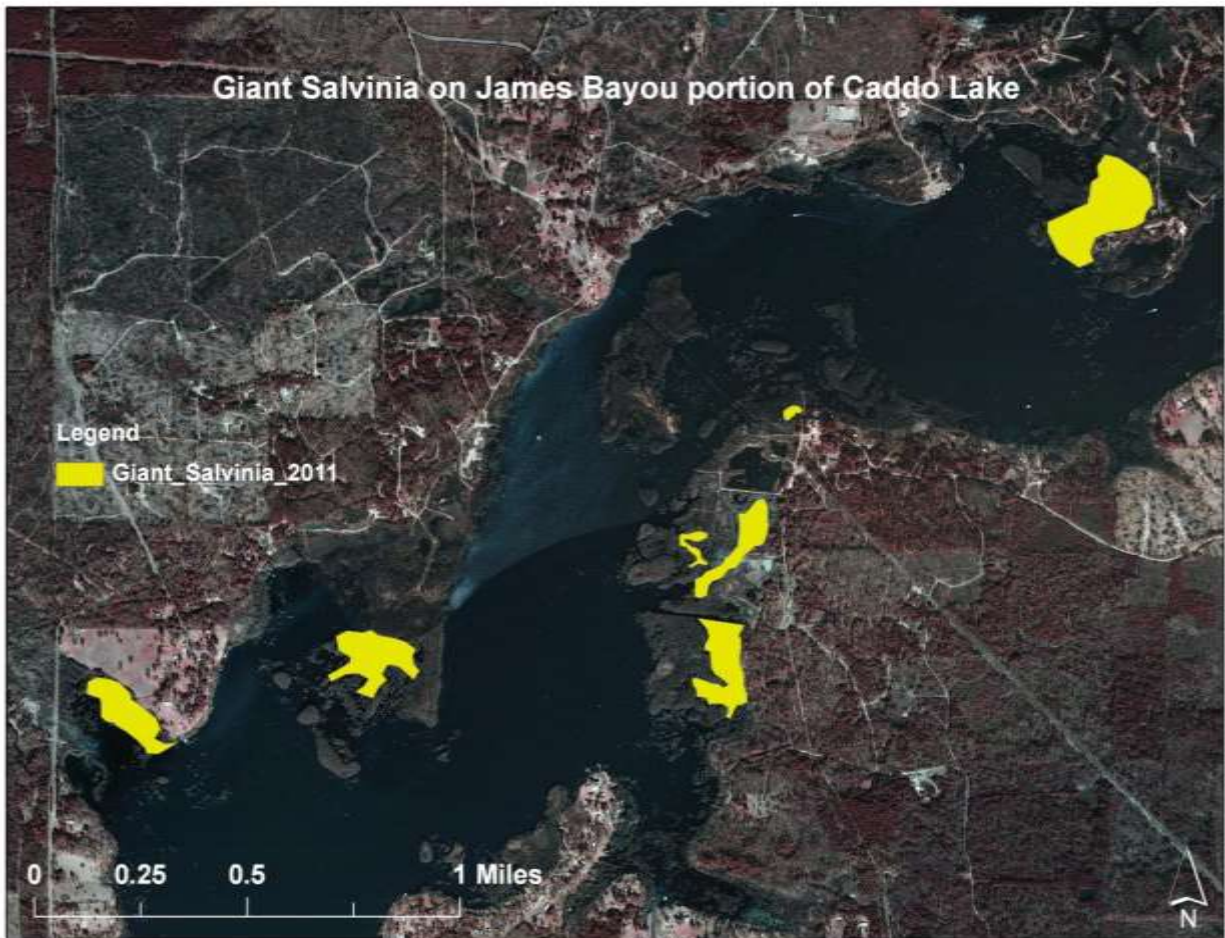 Giant Salvinia on James Bayou portion of Caddo Lake
Legend
Giant_Salvinia_2011
0 0.25 0.5 1 Miles
N